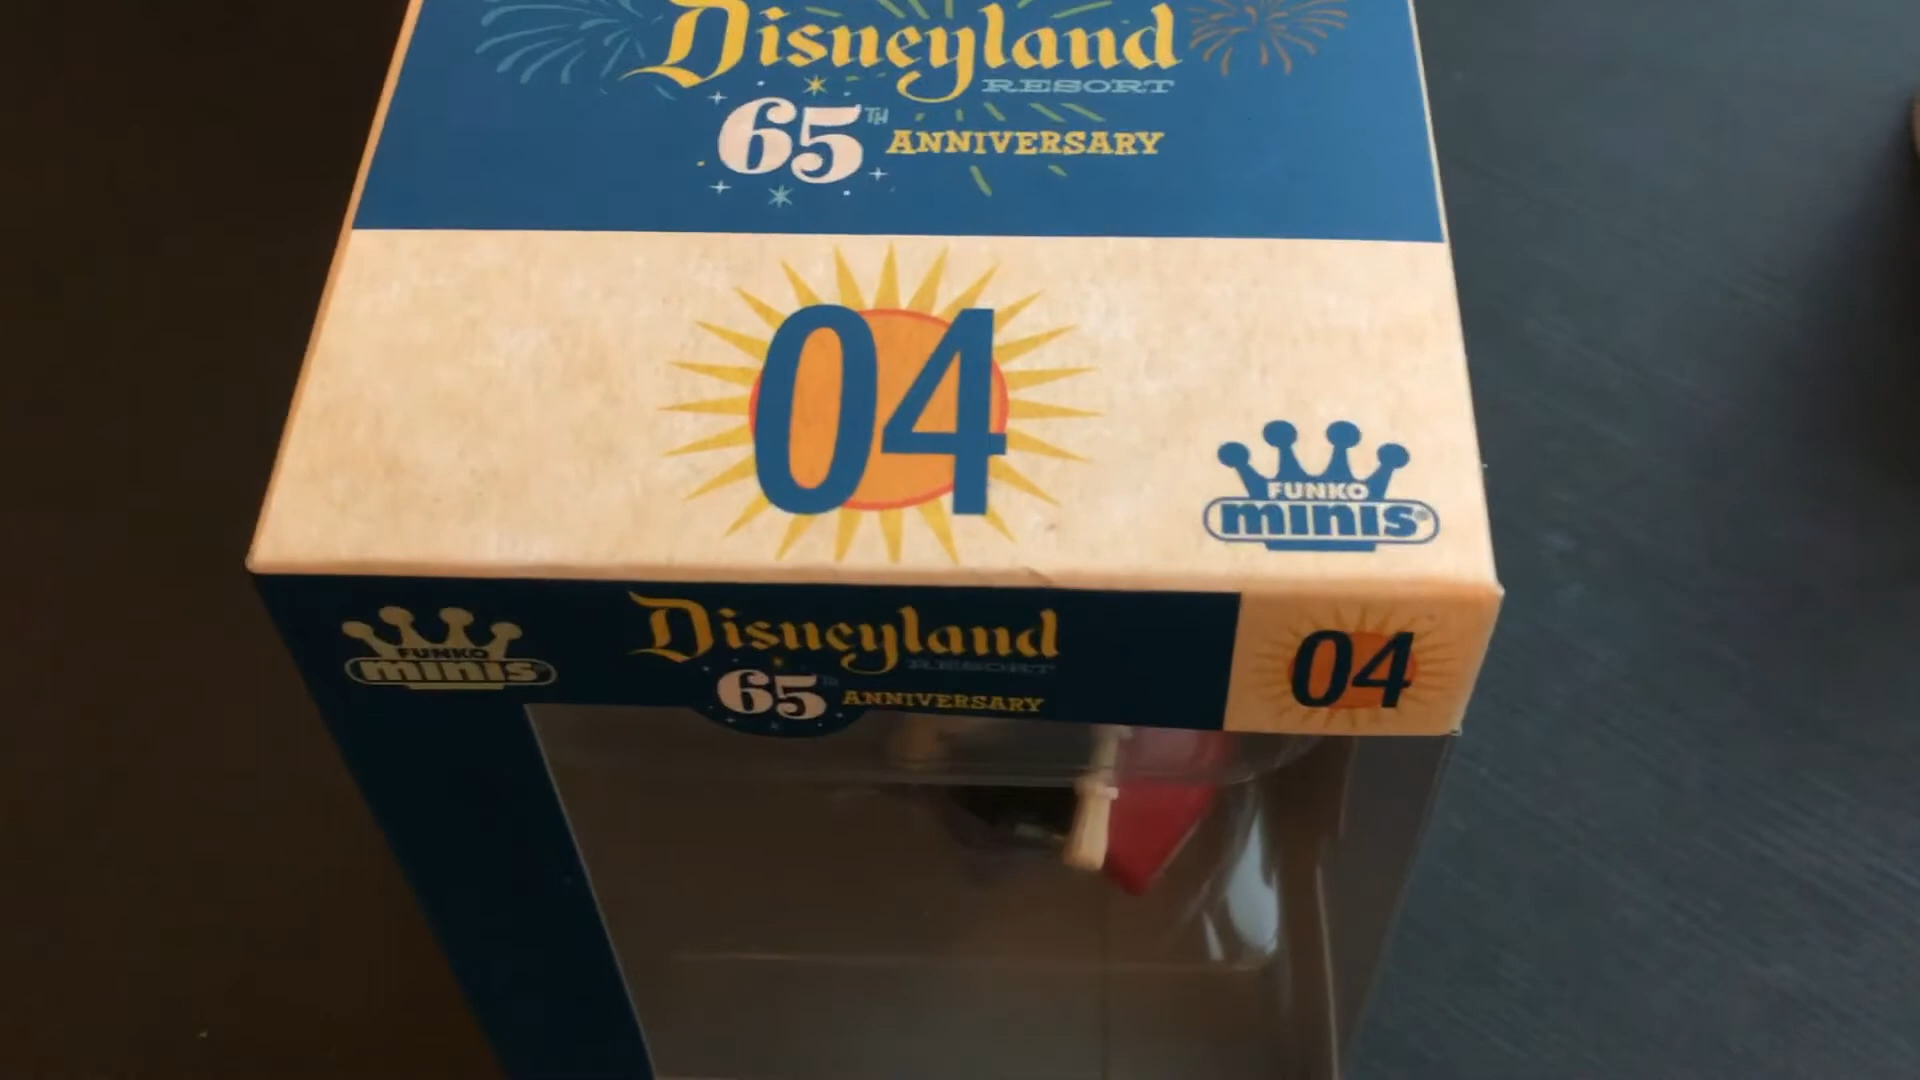 Disneyland
RESORT
65TH ANNIVERSARY
04
FUNKO
minis®
FUNKO
minis
Disneyland
RESORT
65TH ANNIVERSARY
04